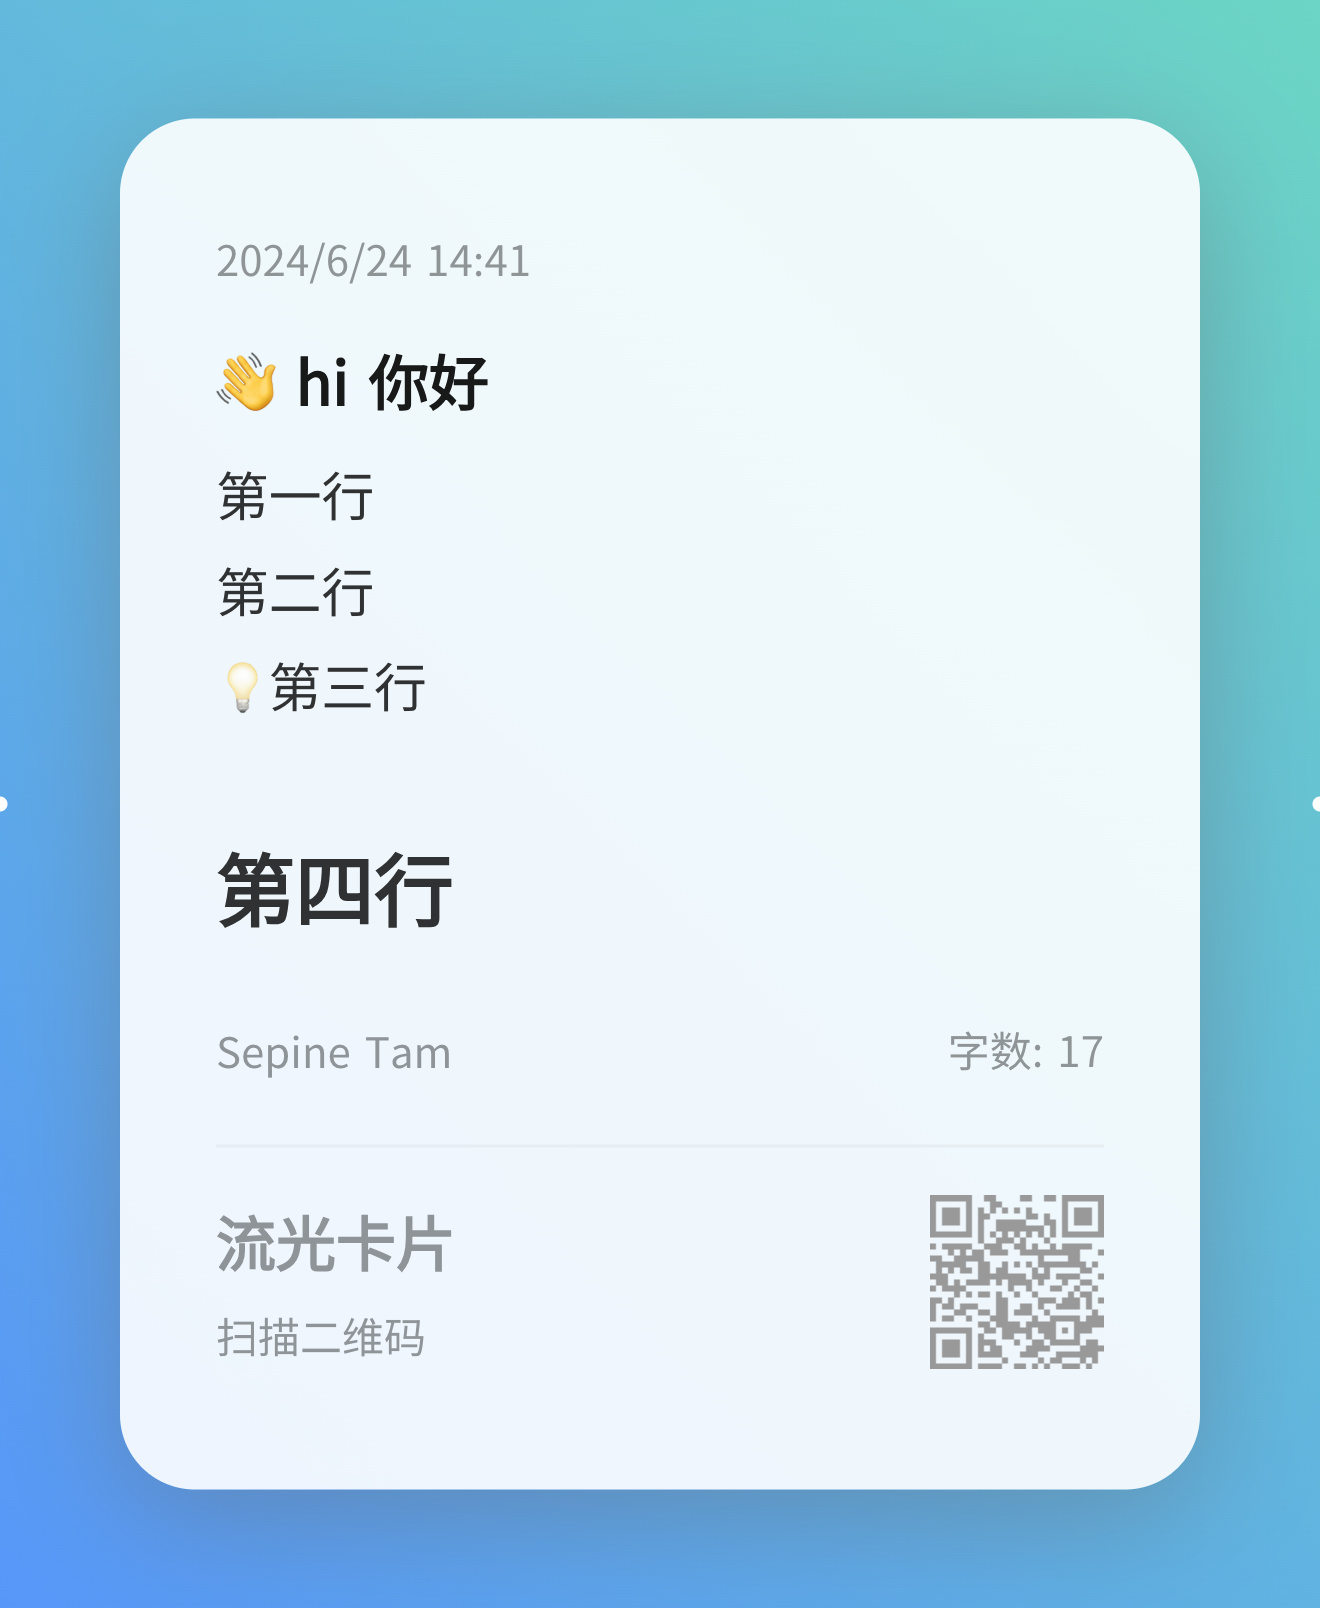 2024/6/24 14:41
👋 hi 你好
第一行
第二行
💡第三行
第四行
Sepine Tam
字数: 17
流光卡片
扫描二维码